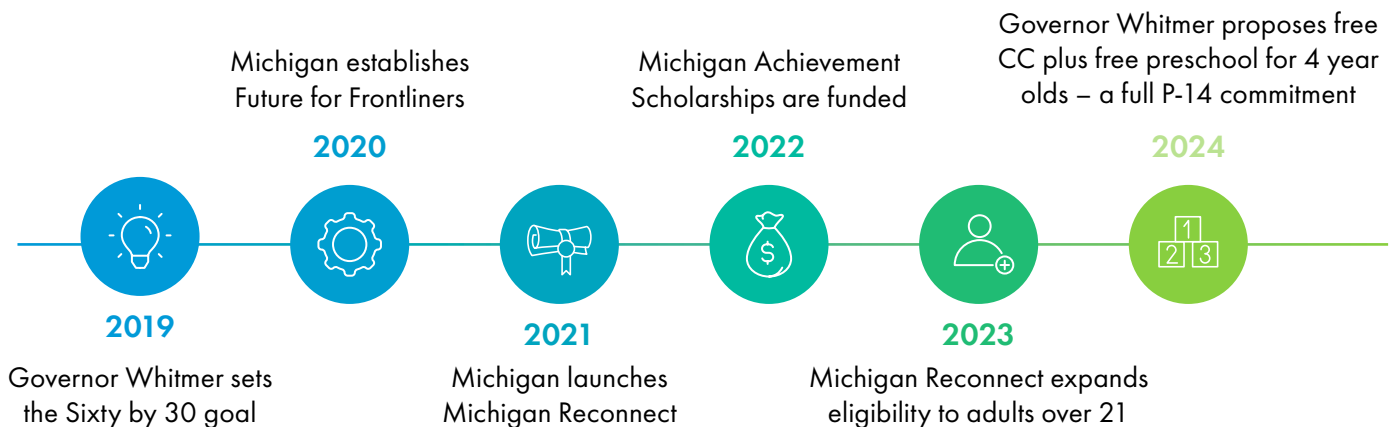 2019
Governor Whitmer sets
the Sixty by 30 goal
Michigan establishes
Future for Frontliners
2020
2021
Michigan launches
Michigan Reconnect
Michigan Achievement
Scholarships are funded
2022
$
2023
Michigan Reconnect expands
eligibility to adults over 21
Governor Whitmer proposes free
CC plus free preschool for 4 year
olds – a full P-14 commitment
2024
1
2 3